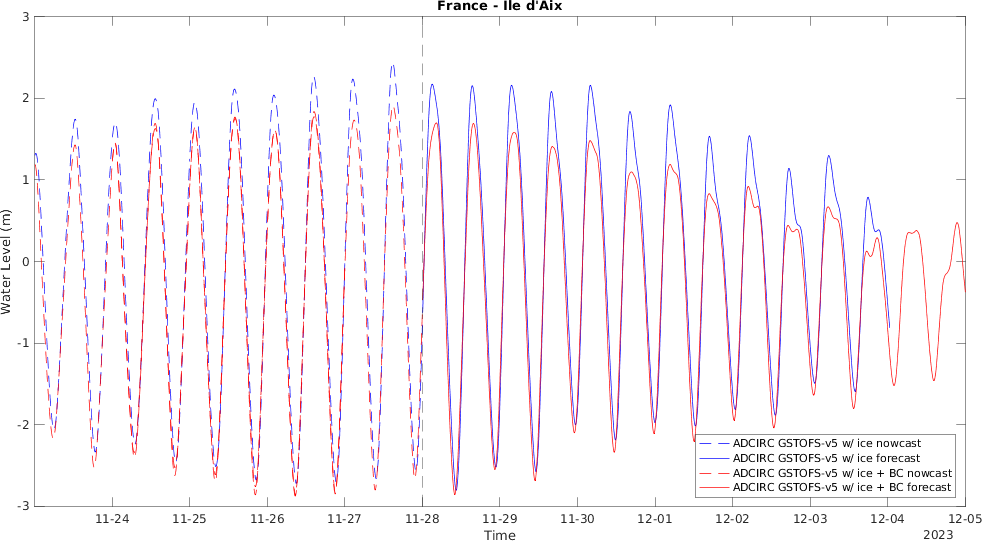 France - Ile d'Aix
3
2
1
0
-1
-2
-3
Water Level (m)
11-24 11-25 11-26 11-27 11-28 11-29 11-30 12-01 12-02 12-03 12-04 12-05
Time
2023
ADCIRC GSTOFS-v5 w/ ice nowcast
ADCIRC GSTOFS-v5 w/ ice forecast
ADCIRC GSTOFS-v5 w/ ice + BC nowcast
ADCIRC GSTOFS-v5 w/ ice + BC forecast